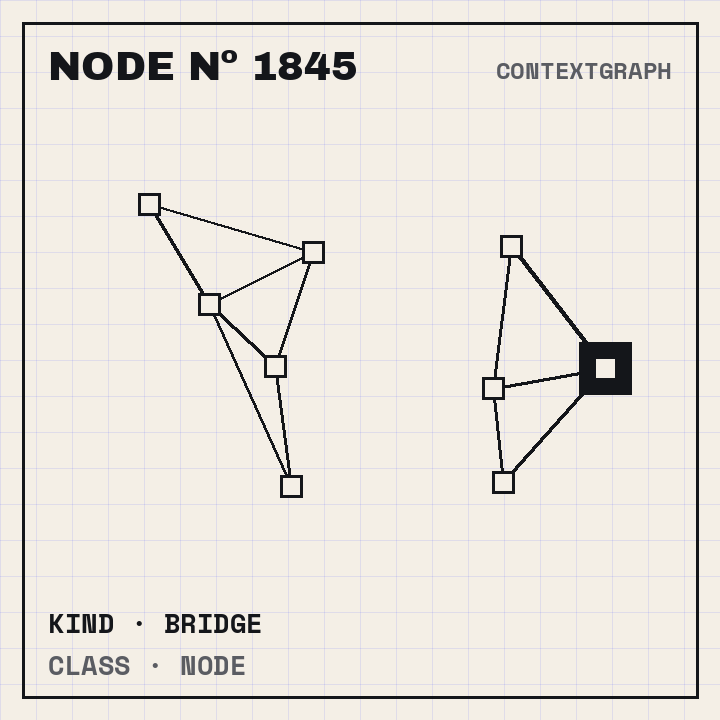 NODE Nº 1845
CONTEXTGRAPH
KIND · BRIDGE
CLASS · NODE